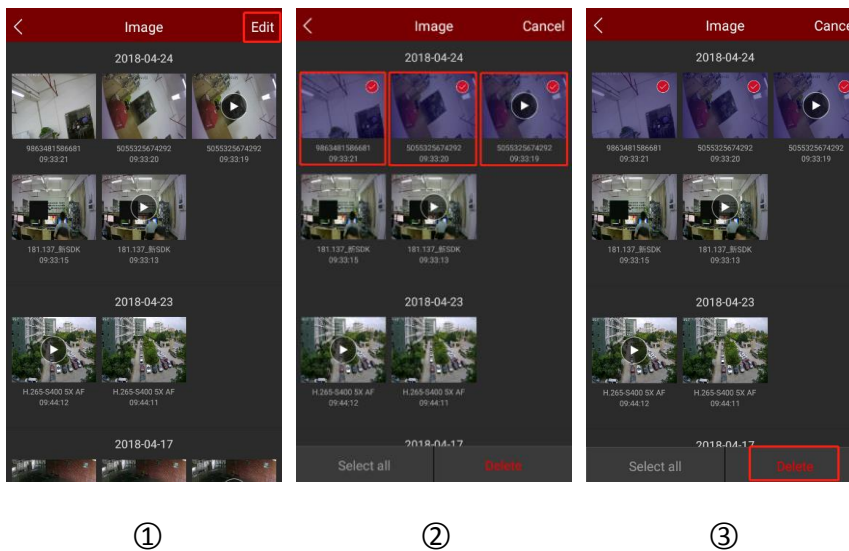 Image Edit
2018-04-24
9863481586681 5055325674292 5055325674292
09:33:21 09:33:20 09:33:19
181.137_新SDK 181.137_新SDK
09:33:15 09:33:13
2018-04-23
H.265-S400 5X AF H.265-S400 5X AF
09:44:12 09:44:11
2018-04-17
①
Image Cancel
2018-04-24
9863481586681 5055325674292 5055325674292
09:33:21 09:33:20 09:33:19
181.137_新SDK 181.137_新SDK
09:33:15 09:33:13
2018-04-23
H.265-S400 5X AF H.265-S400 5X AF
09:44:12 09:44:11
2018-04-17
Select all Delete
②
Image Cance
2018-04-24
9863481586681 5055325674292 5055325674292
09:33:21 09:33:20 09:33:19
181.137_新SDK 181.137_新SDK
09:33:15 09:33:13
2018-04-23
H.265-S400 5X AF H.265-S400 5X AF
09:44:12 09:44:11
2018-04-17
Select all Delete
③